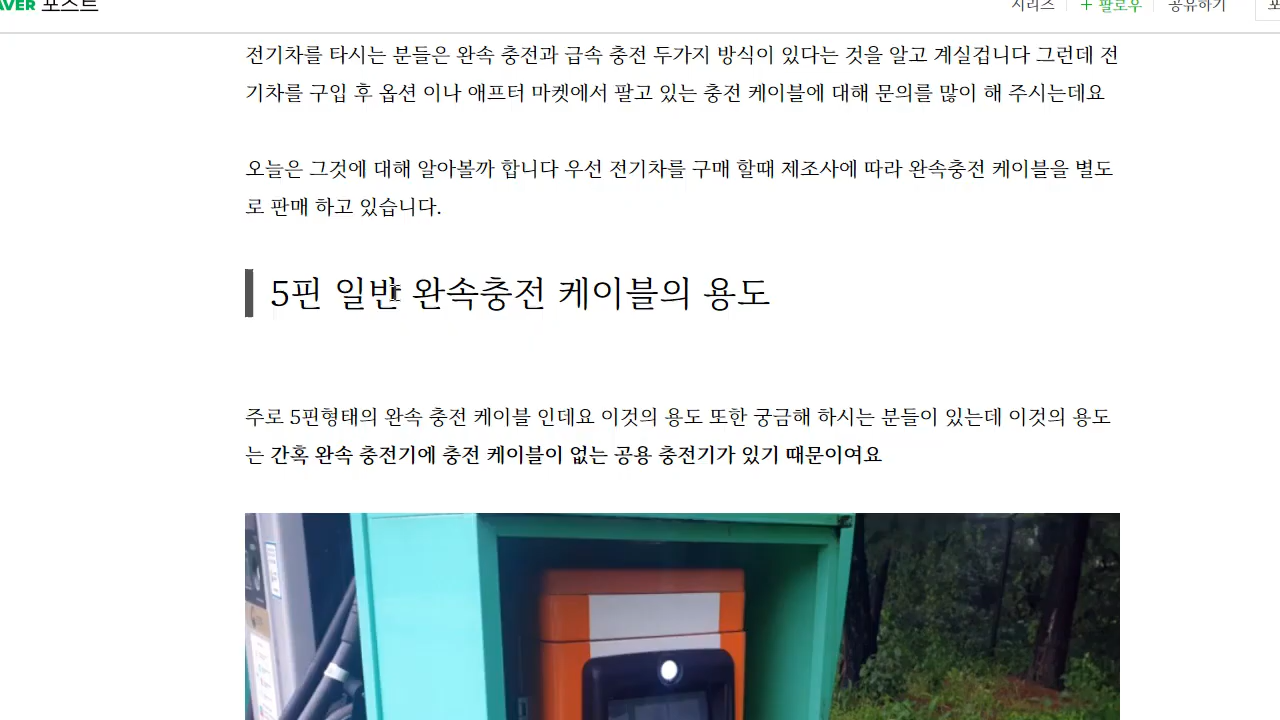 AVER 포스트
시리즈 + 팔로우 공유하기
전기차를 타시는 분들은 완속 충전과 급속 충전 두가지 방식이 있다는 것을 알고 계실겁니다 그런데 전
기차를 구입 후 옵션 이나 애프터 마켓에서 팔고 있는 충전 케이블에 대해 문의를 많이 해 주시는데요
오늘은 그것에 대해 알아볼까 합니다 우선 전기차를 구매 할때 제조사에 따라 완속충전 케이블을 별도
로 판매 하고 있습니다.
5핀 일반 완속충전 케이블의 용도
주로 5핀형태의 완속 충전 케이블 인데요 이것의 용도 또한 궁금해 하시는 분들이 있는데 이것의 용도
는 간혹 완속 충전기에 충전 케이블이 없는 공용 충전기가 있기 때문이여요